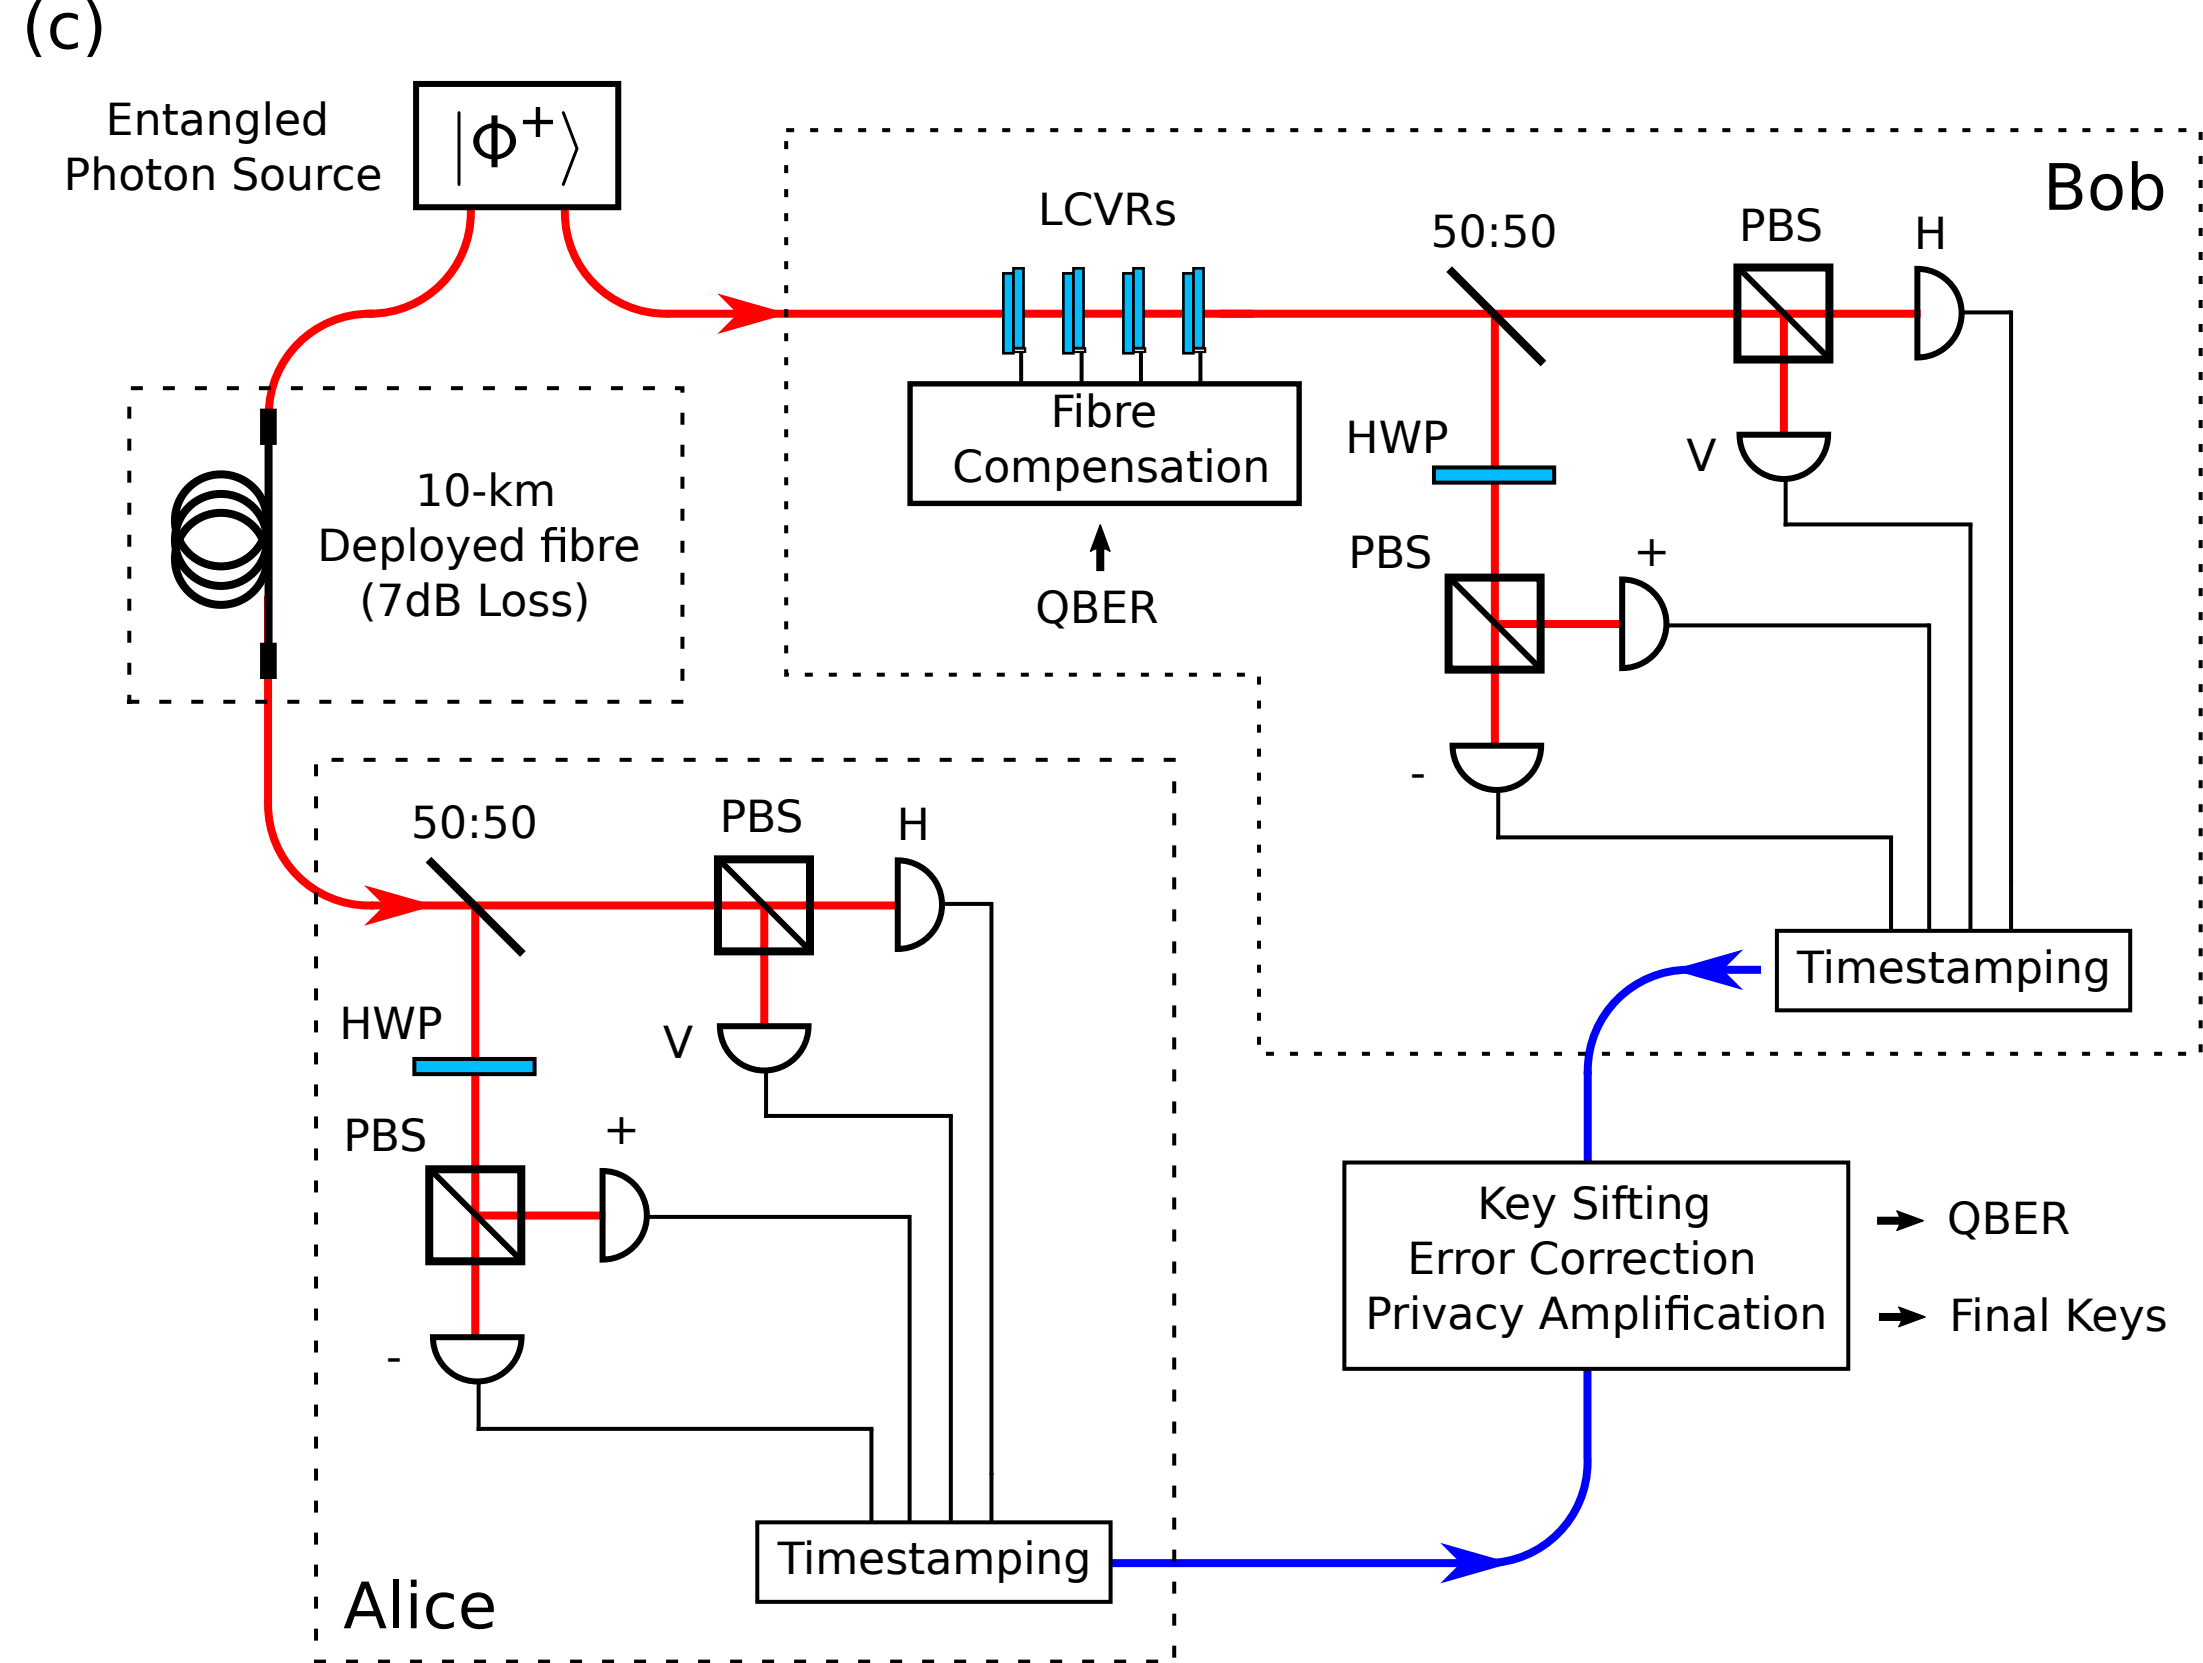 (c)
Entangled
Photon Source
|Φ⁺⟩
Bob
LCVRs
50:50
PBS
H
Fibre
Compensation
HWP
V
QBER
PBS
+
-
10-km
Deployed fibre
(7dB Loss)
Timestamping
50:50
PBS
H
HWP
V
PBS
+
-
Timestamping
Alice
Key Sifting
Error Correction
Privacy Amplification
QBER
Final Keys